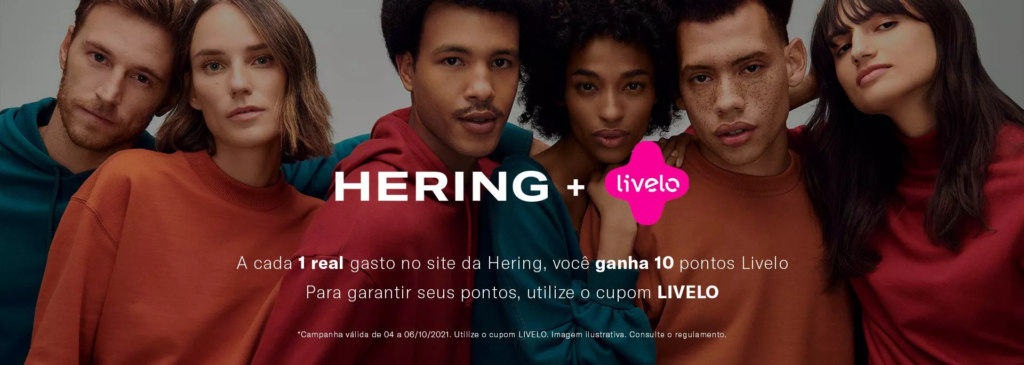 HERING + livelo
A cada 1 real gasto no site da Hering, você ganha 10 pontos Livelo
Para garantir seus pontos, utilize o cupom LIVELO
*Campanha válida de 04 a 06/10/2021. Utilize o cupom LIVELO. Imagem ilustrativa. Consulte o regulamento.